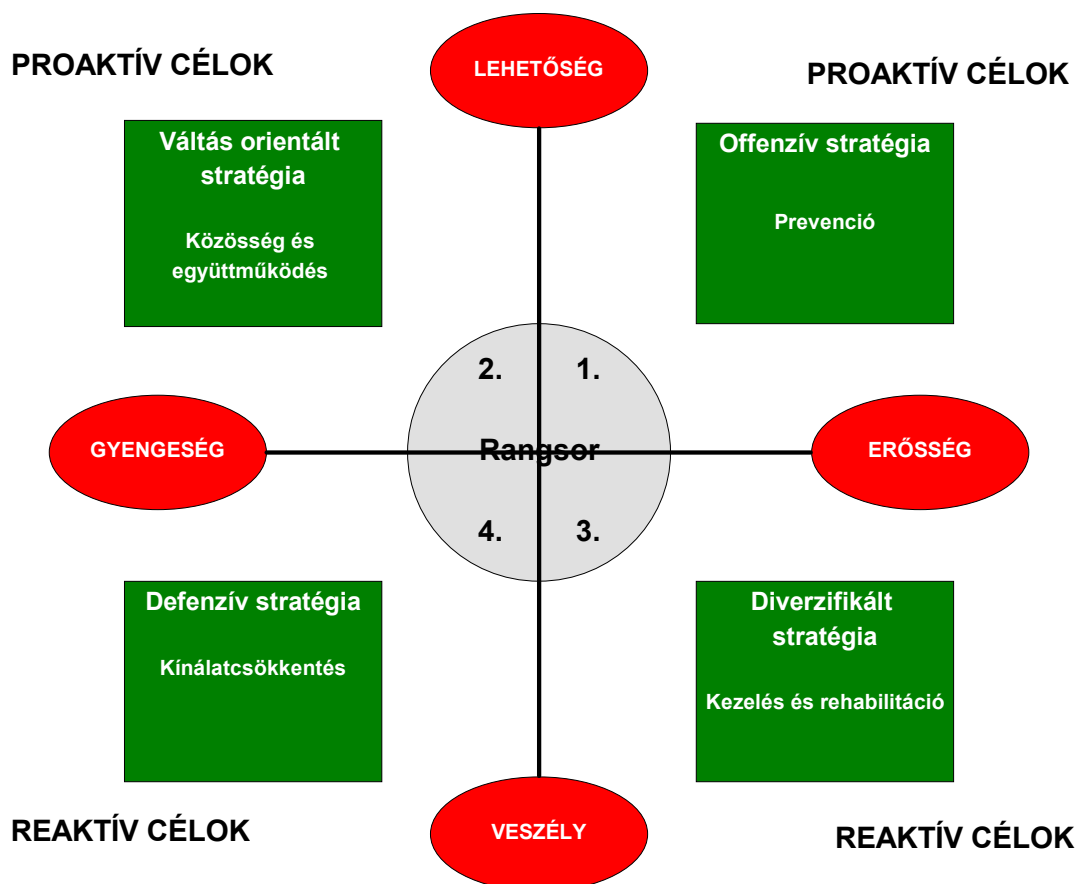 PROAKTÍV CÉLOK
LEHETŐSÉG
PROAKTÍV CÉLOK
Váltás orientált
stratégia
Közösség és
együttműködés
Offenzív stratégia
Prevenció
2.
1.
GYENGESÉG
Rangsor
ERŐSSÉG
4.
3.
Defenzív stratégia
Kínálatcsökkentés
Diverzifikált
stratégia
Kezelés és rehabilitáció
REAKTÍV CÉLOK
VESZÉLY
REAKTÍV CÉLOK